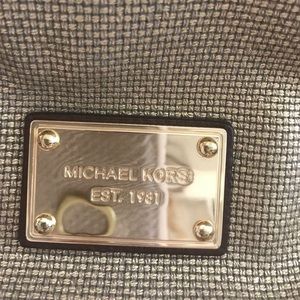 MICHAEL KORS
EST. 1981